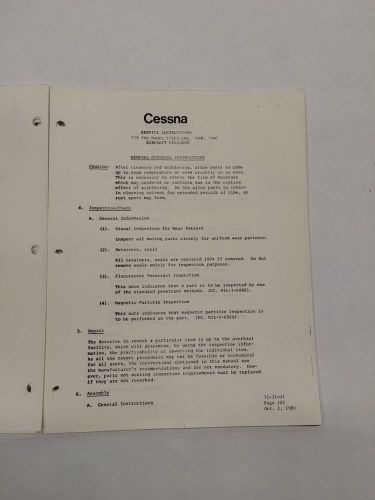 Cessna
SERVICE INSTRUCTIONS
FOR THE MODEL
AIRCRAFT
GENERAL OVERHAUL INSTRUCTIONS
Caution: After cleaning and airblowing, allow parts to come
up to room temperature or warm slightly in an oven.
This is necessary to remove the film of moisture
which may condense on surfaces due to the cooling
effect of airblowing. Do not allow parts to remain
in cleaning solvent for extended periods of time, as
rust spots may form.
4. Inspection/Check
A. General Information
(1). Visual Inspection for Wear Pattern
Inspect all mating parts closely for uniform wear patterns.
(2). Retainers, seals
All retainers, seals are replaced 100% if removed. Do Not
remove seals solely for inspection purposes.
(3). Fluorescent Penetrant Inspection
This note indicates that a part is to be inspected by one
of the standard penetrant methods. (EX. MIL-I-6866).
(4). Magnetic Particle Inspection
This note indicates that magnetic particle inspection is
to be performed on the part. (EX. MIL-I-6868).
5. Repair
The decision to rework a particular item is up to the overhaul
facility, which will determine, by using the inspection infor-
mation, the practicability of reworking the individual item.
As all the rework procedures may not be feasible or economical
for all users, the instructions contained in this manual are
the manufacturer's recommendations and are not mandatory. How-
ever, parts not meeting inspection requirements must be replaced
if they are not reworked.
6. Assembly
A. General Instructions
Page 102
Oct. 1, 1981